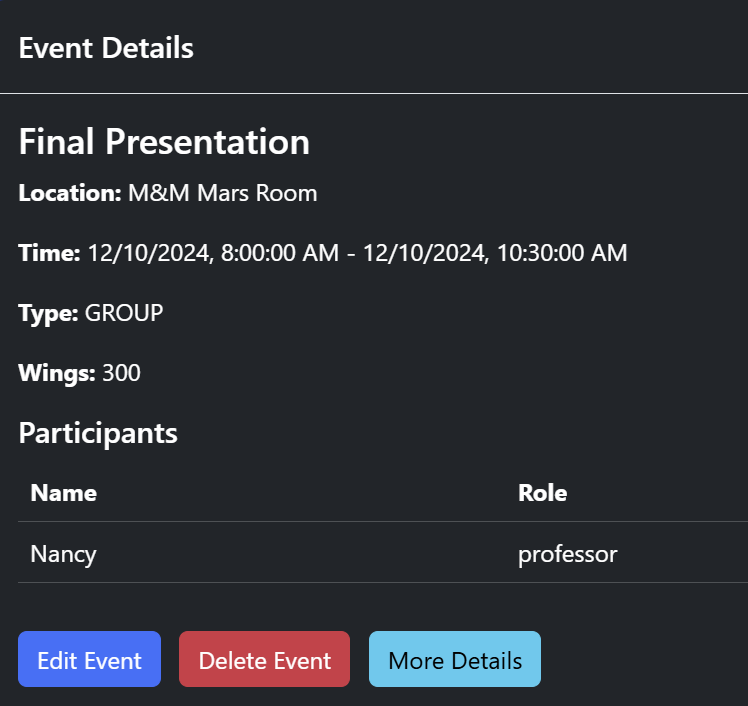 Event Details
Final Presentation
Location: M&M Mars Room
Time: 12/10/2024, 8:00:00 AM - 12/10/2024, 10:30:00 AM
Type: GROUP
Wings: 300
Participants
Name Role
Nancy professor
Edit Event Delete Event More Details